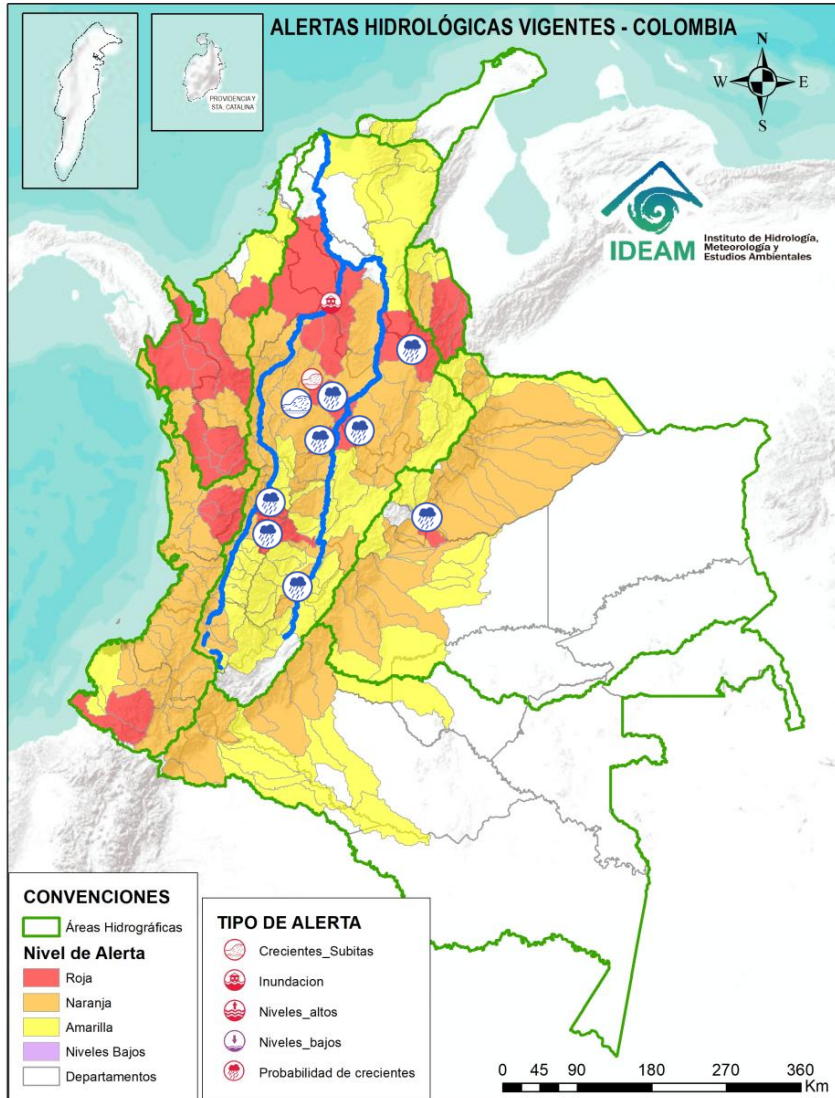 ALERTAS HIDROLÓGICAS VIGENTES - COLOMBIA
PROVIDENCIA Y
STA. CATALINA
N
W
E
S
IDEAM
Instituto de Hidrología,
Meteorología y
Estudios Ambientales
CONVENCIONES
Áreas Hidrográficas
Nivel de Alerta
Roja
Naranja
Amarilla
Niveles Bajos
Departamentos
TIPO DE ALERTA
Crecientes_Subitas
Inundacion
Niveles_altos
Niveles_bajos
Probabilidad de crecientes
0 45 90 180 270 360
Km